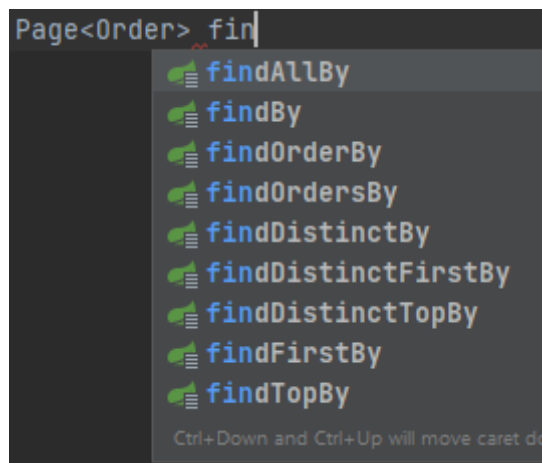 Page<Order> fin
findAllBy
findBy
findOrderBy
findOrdersBy
findDistinctBy
findDistinctFirstBy
findDistinctTopBy
findFirstBy
findTopBy
Ctrl+Down and Ctrl+Up will move caret do